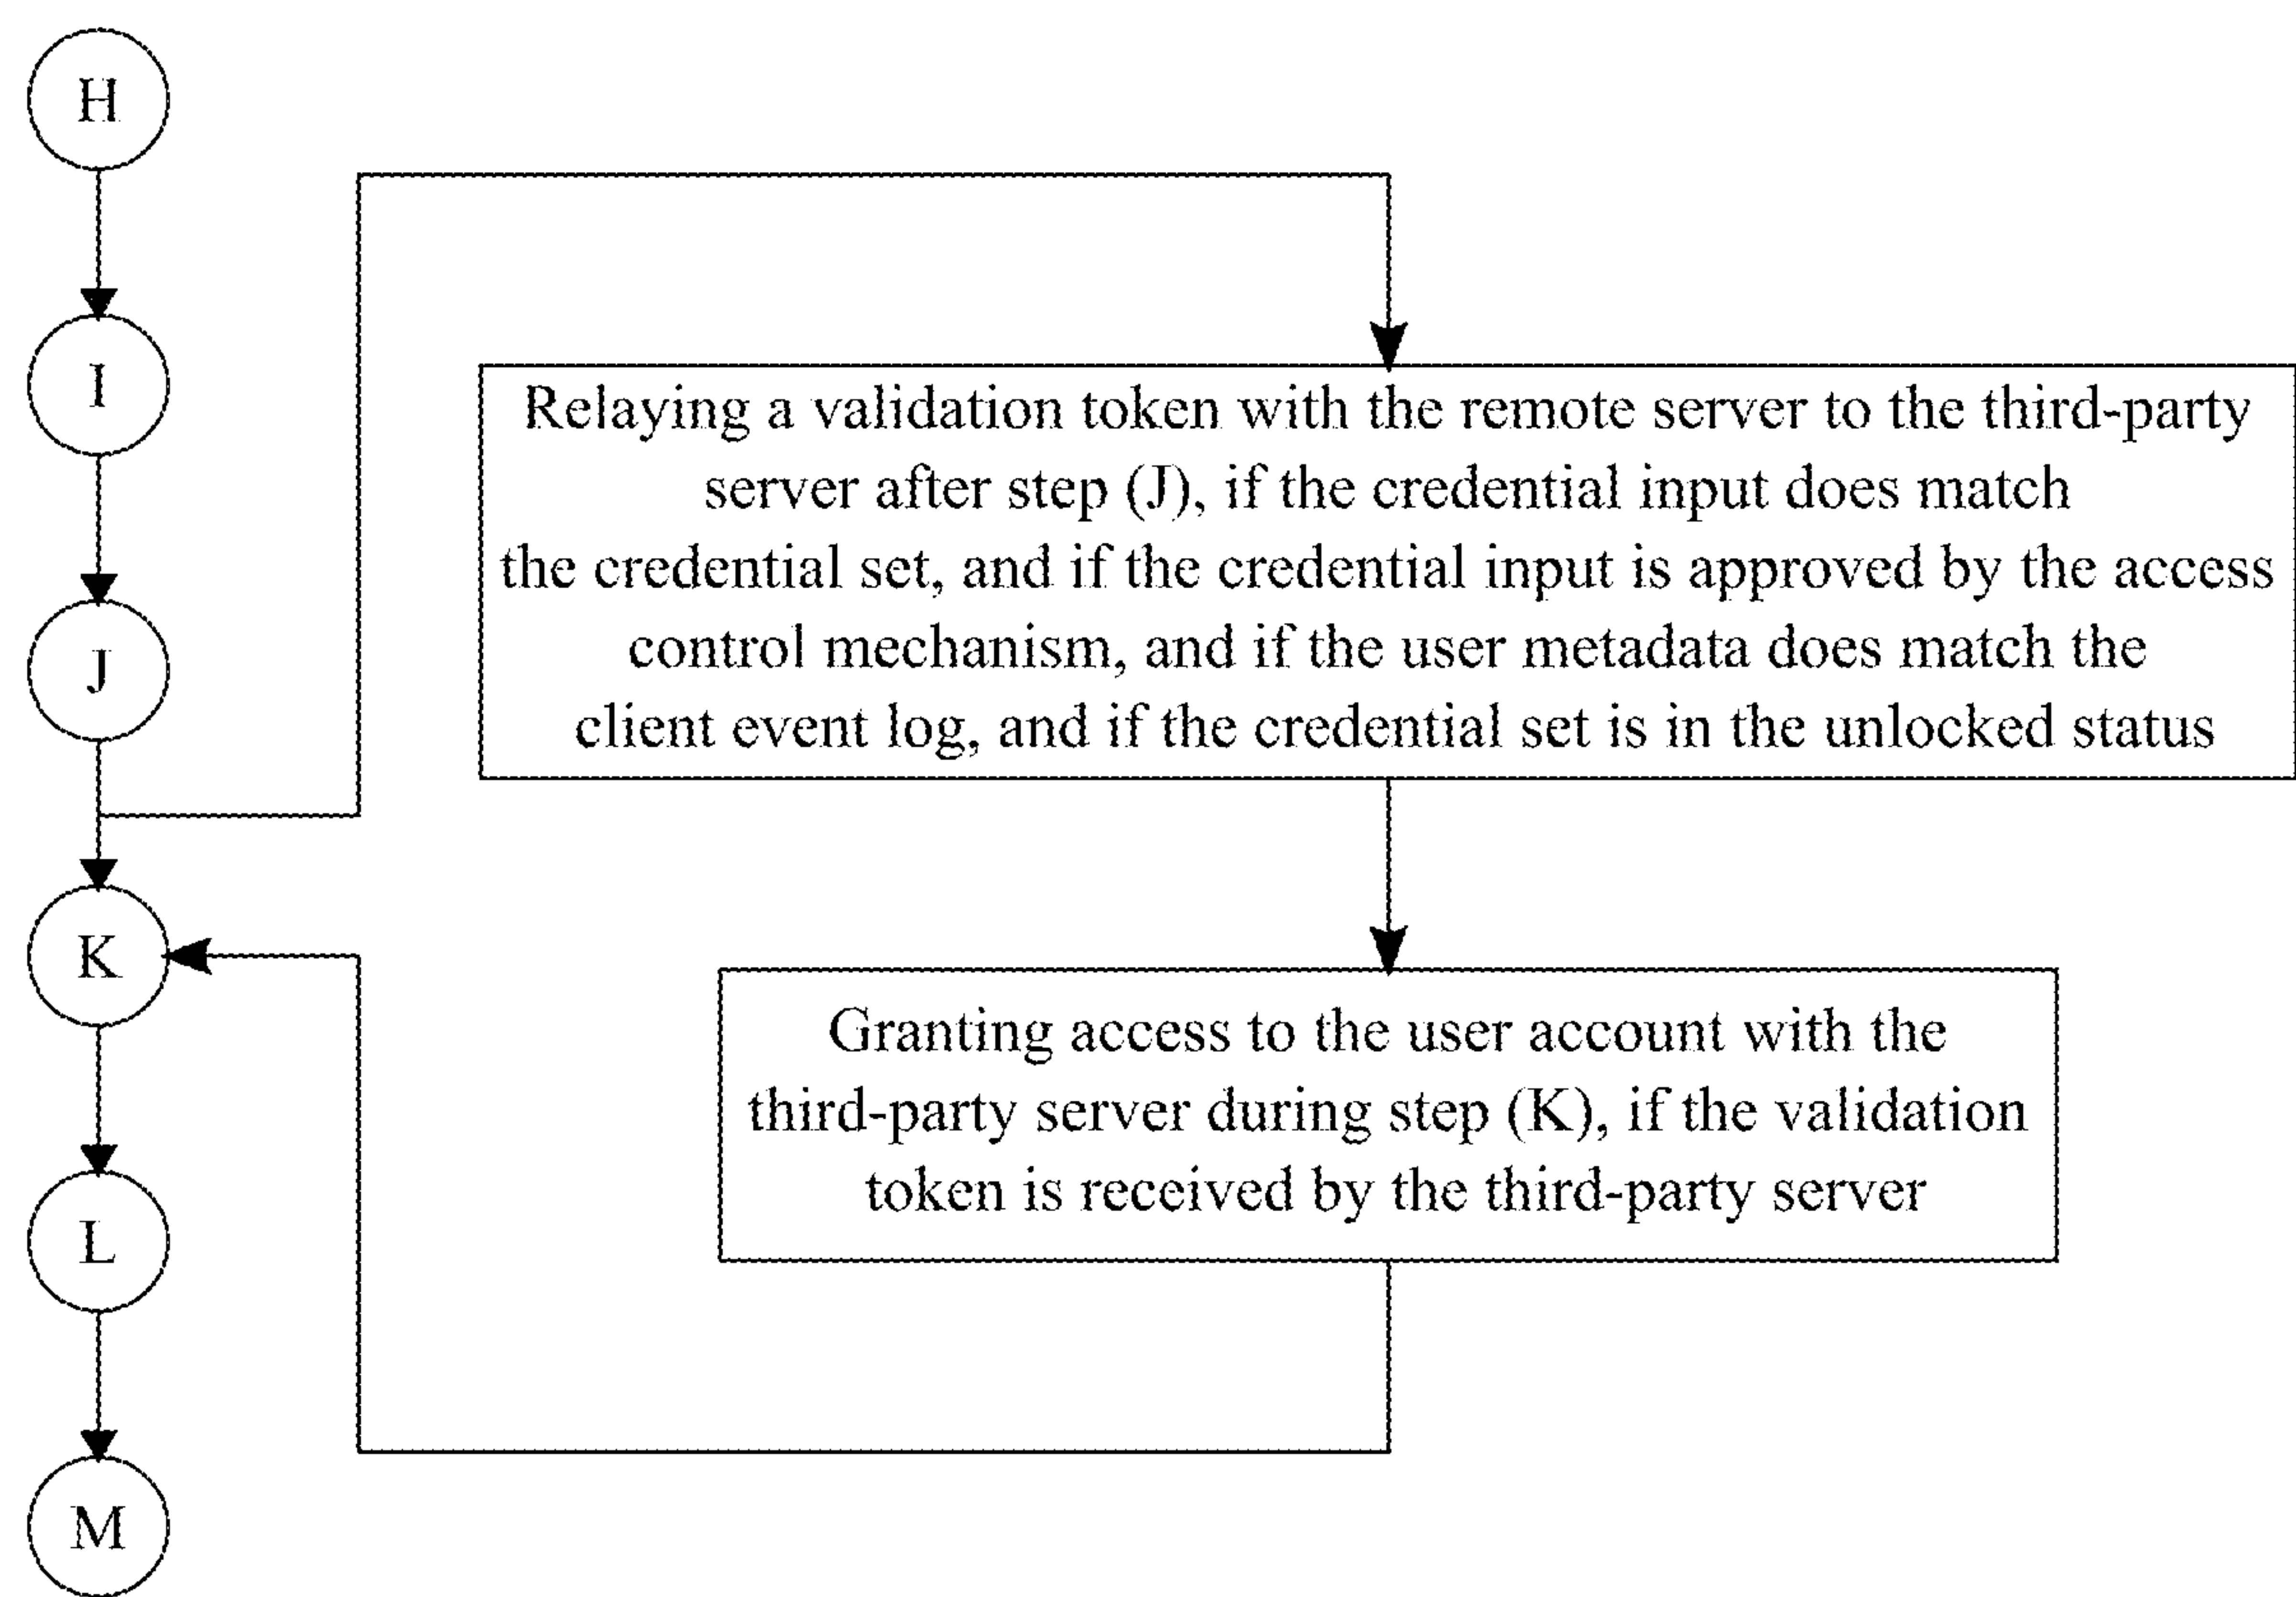 H
I
J
K
L
M
Relaying a validation token with the remote server to the third-party
server after step (J), if the credential input does match
the credential set, and if the credential input is approved by the access
control mechanism, and if the user metadata does match the
client event log, and if the credential set is in the unlocked status
Granting access to the user account with the
third-party server during step (K), if the validation
token is received by the third-party server